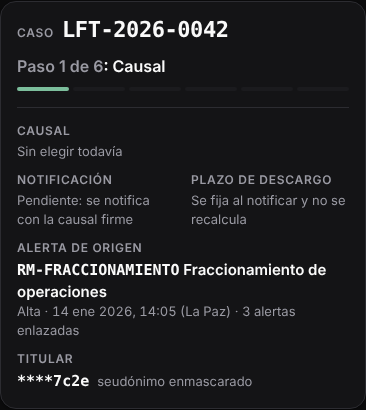 CASO LFT-2026-0042
Paso 1 de 6: Causal
CAUSAL
Sin elegir todavía
NOTIFICACIÓN
Pendiente: se notifica
con la causal firme
PLAZO DE DESCARGO
Se fija al notificar y no se
recalcula
ALERTA DE ORIGEN
RM-FRACCIONAMIENTO Fraccionamiento de
operaciones
Alta · 14 ene 2026, 14:05 (La Paz) · 3 alertas
enlazadas
TITULAR
****7c2e seudónimo enmascarado